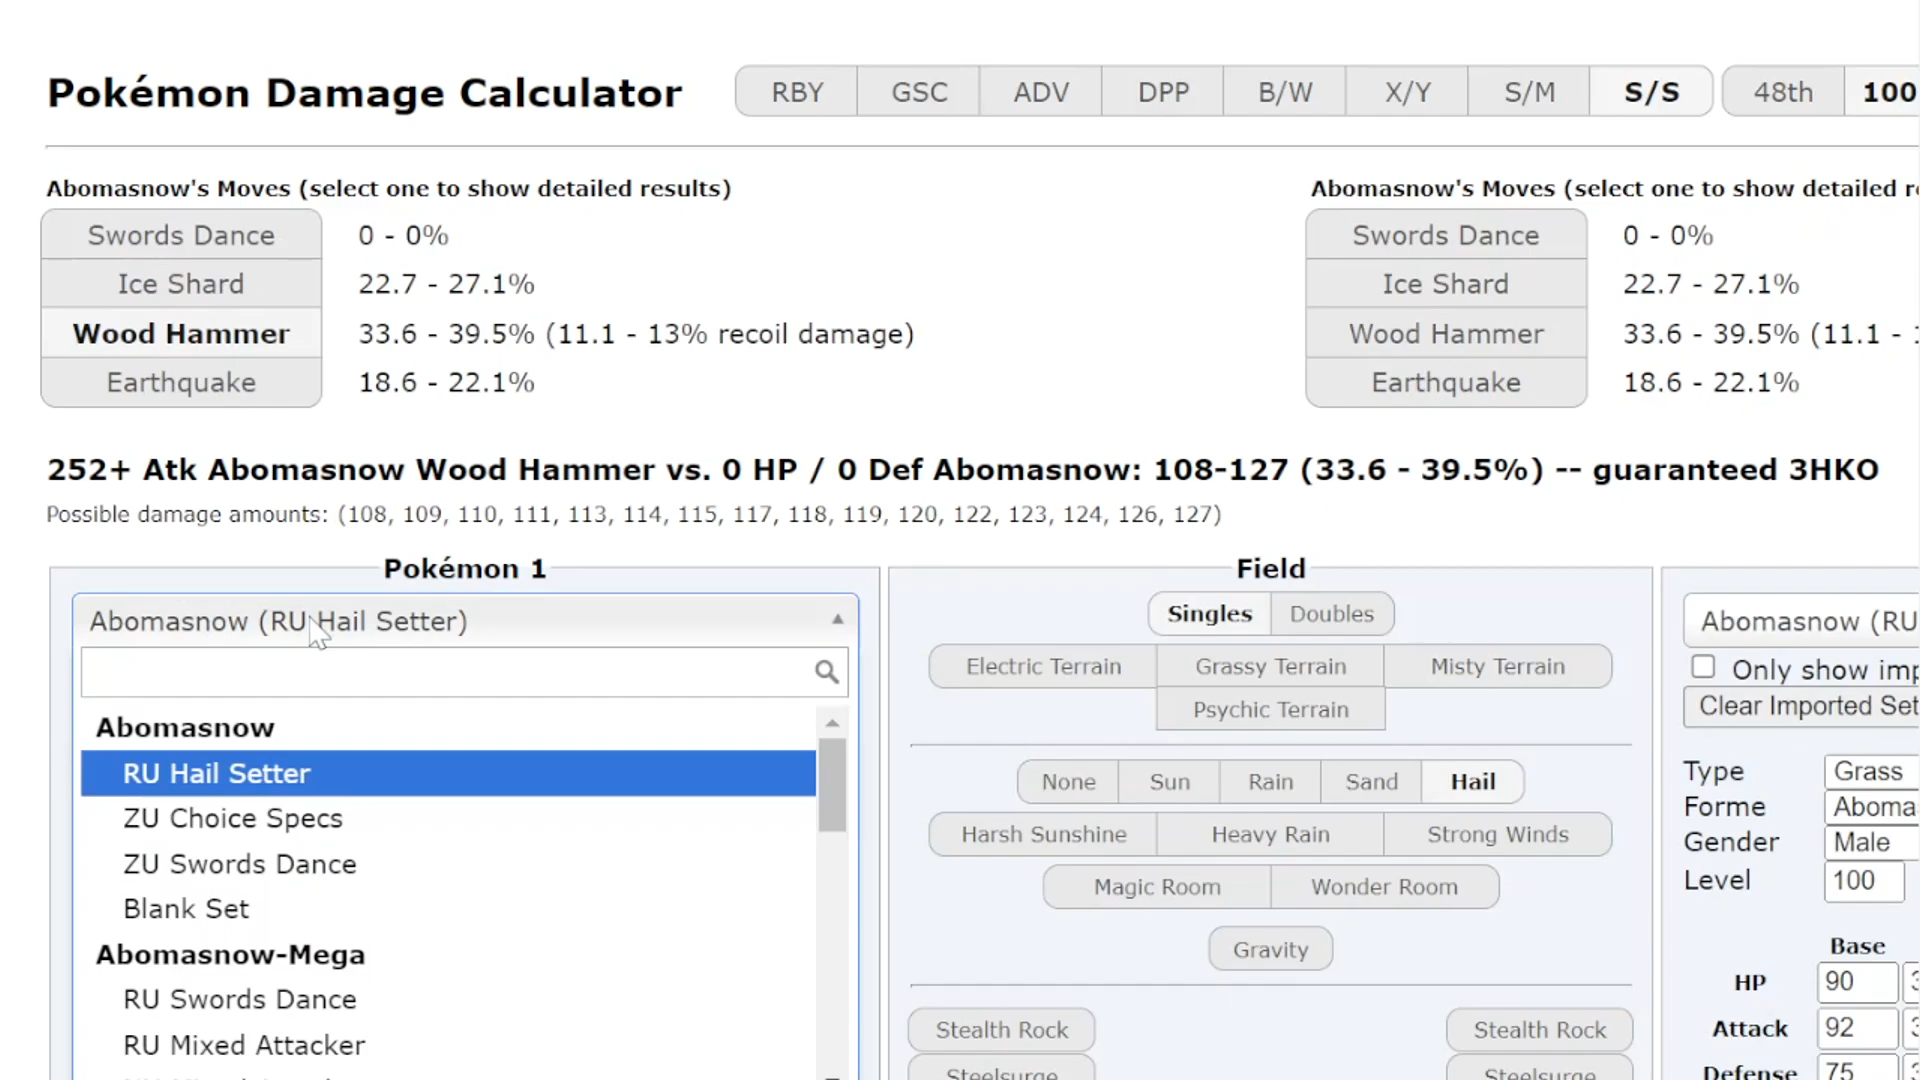 Pokémon Damage Calculator
RBY GSC ADV DPP B/W X/Y S/M S/S 48th 100
Abomasnow's Moves (select one to show detailed results)
Swords Dance 0 - 0%
Ice Shard 22.7 - 27.1%
Wood Hammer 33.6 - 39.5% (11.1 - 13% recoil damage)
Earthquake 18.6 - 22.1%
Abomasnow's Moves (select one to show detailed
Swords Dance 0 - 0%
Ice Shard 22.7 - 27.1%
Wood Hammer 33.6 - 39.5% (11.1 -
Earthquake 18.6 - 22.1%
252+ Atk Abomasnow Wood Hammer vs. 0 HP / 0 Def Abomasnow: 108-127 (33.6 - 39.5%) -- guaranteed 3HKO
Possible damage amounts: (108, 109, 110, 111, 113, 114, 115, 117, 118, 119, 120, 122, 123, 124, 126, 127)
Pokémon 1
Abomasnow (RU Hail Setter)
Abomasnow
RU Hail Setter
ZU Choice Specs
ZU Swords Dance
Blank Set
Abomasnow-Mega
RU Swords Dance
RU Mixed Attacker
Field
Singles Doubles
Electric Terrain Grassy Terrain Misty Terrain
Psychic Terrain
None Sun Rain Sand Hail
Harsh Sunshine Heavy Rain Strong Winds
Magic Room Wonder Room
Gravity
Stealth Rock Stealth Rock
Steelsurge Steelsurge
Abomasnow (RU
Only show imp
Clear Imported Set
Type Grass
Forme Aboma
Gender Male
Level 100
Base
HP 90
Attack 92
Defense 75